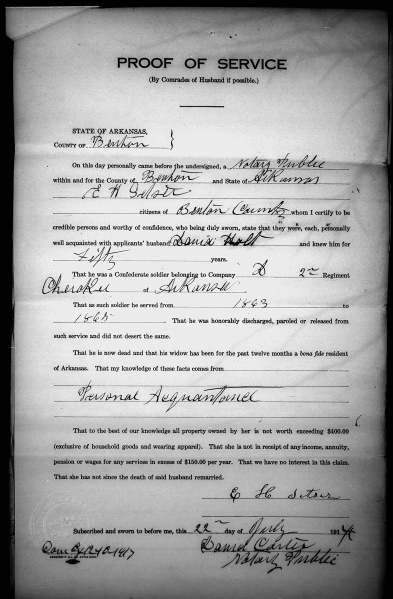 PROOF OF SERVICE
(By Comrades of Husband if possible.)
STATE OF ARKANSAS,
COUNTY OF Benton
On this day personally came before the undersigned, a Notary Public
within and for the County of Benton and State of Arkansas
E H
citizens of Benton County whom I certify to be
credible persons and worthy of confidence, who being duly sworn, state that they were, each, personally
well acquainted with applicants' husband David Holt and knew him for
fifty years.
That he was a Confederate soldier belonging to Company D 2nd Regiment
Cherokee of Arkansas
That as such soldier he served from 1863 to
1865 That he was honorably discharged, paroled or released from
such service and did not desert the same.
That he is now dead and that his widow has been for the past twelve months a bona fide resident
of Arkansas. That my knowledge of these facts comes from
Personal Acquantance
That to the best of our knowledge all property owned by her is not worth exceeding $400.00
(exclusive of household goods and wearing apparel). That she is not in receipt of any income, annuity,
pension or wages for any services in excess of $150.00 per year. That we have no interest in this claim.
That she has not since the death of said husband remarried.
E H
Subscribed and sworn to before me, this 22 day of July 191
Daniel
Notary Public
Com 1917